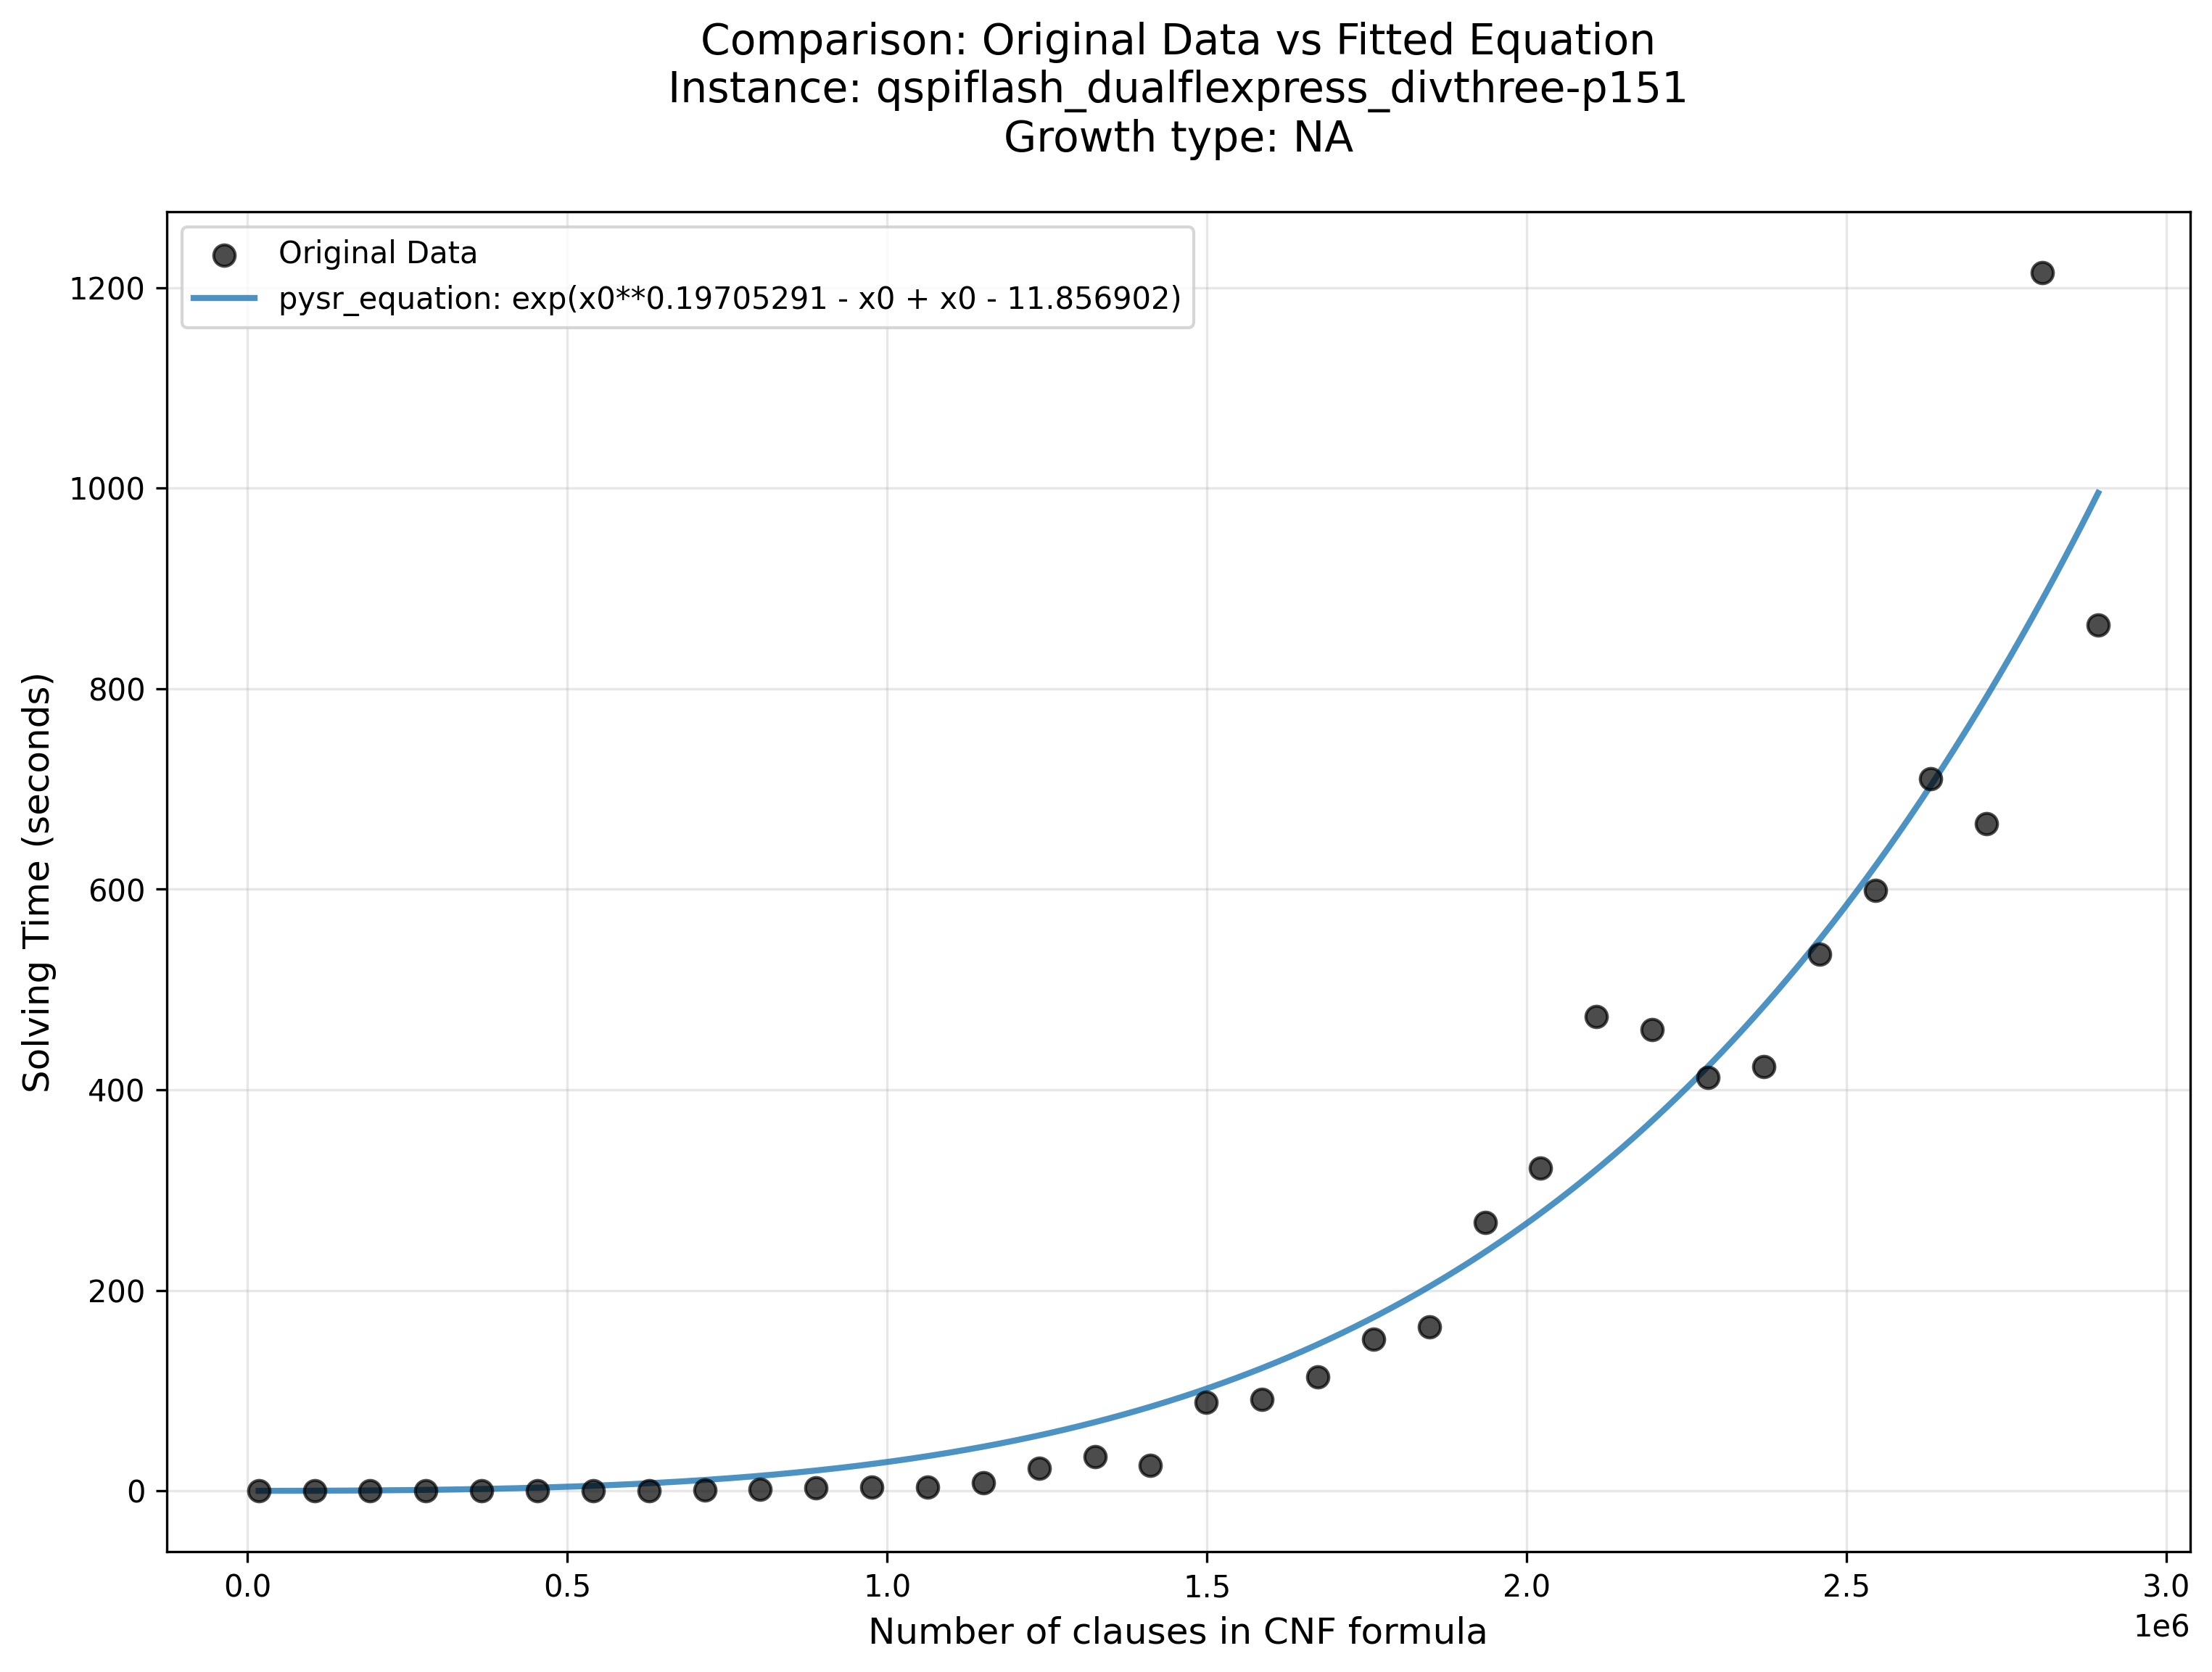 Comparison: Original Data vs Fitted Equation
Instance: qspiflash_dualflexpress_divthree-p151
Growth type: NA
Original Data
pysr_equation: exp(x0**0.19705291 - x0 + x0 - 11.856902)
1200
1000
800
600
400
200
0
Solving Time (seconds)
0.0 0.5 1.0 1.5 2.0 2.5 3.0
1e6
Number of clauses in CNF formula